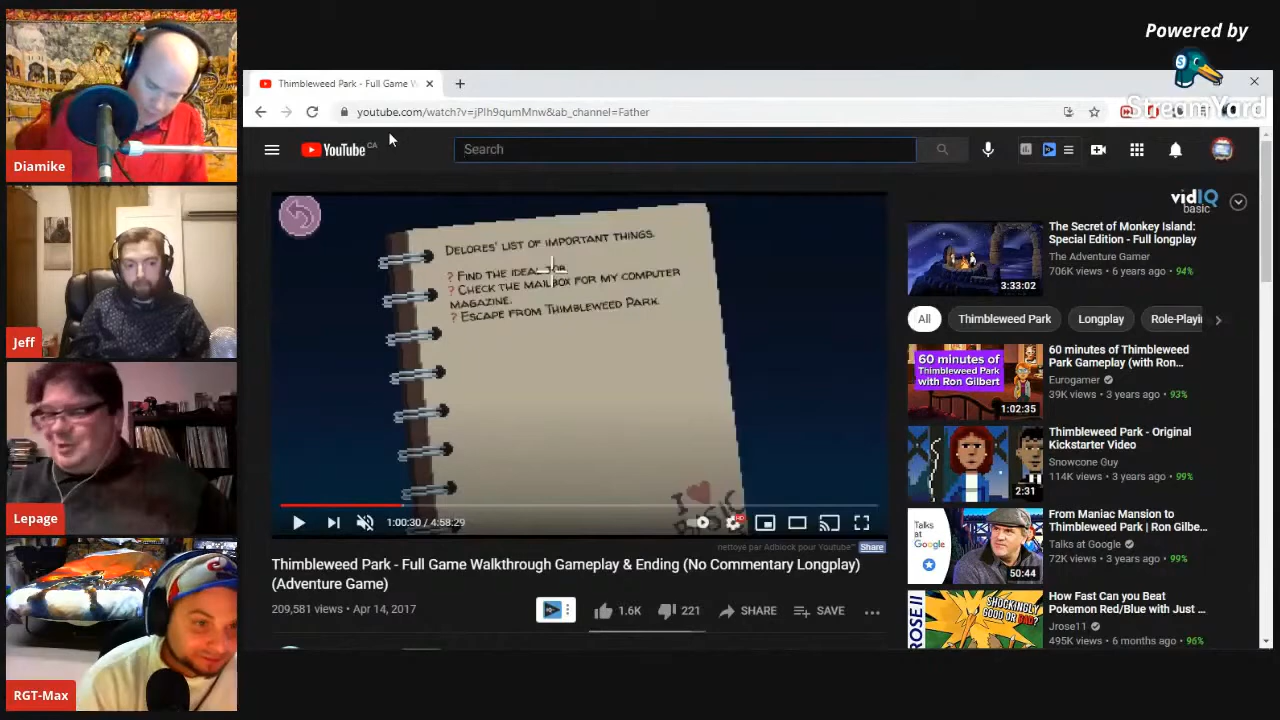 Powered by
StreamYard
Diamike
Jeff
Lepage
RGT-Max
Thimbleweed Park - Full Game W
youtube.com/watch?v=jPIh9qumMnw&ab_channel=Father
YouTube CA
Search
DELORES' LIST OF IMPORTANT THINGS.
? FIND THE IDEAL JOB
? CHECK THE MAILBOX FOR MY COMPUTER
MAGAZINE.
? ESCAPE FROM THIMBLEWEED PARK.
I BASIC
1:00:30 / 4:58:29
HD
nettoyé par Adblock pour Youtube™ Share
Thimbleweed Park - Full Game Walkthrough Gameplay & Ending (No Commentary Longplay)
(Adventure Game)
209,581 views • Apr 14, 2017
1.6K
221
SHARE
SAVE
vidIQ
basic
The Secret of Monkey Island:
Special Edition - Full longplay
The Adventure Gamer
706K views • 6 years ago 94%
3:33:02
All
Thimbleweed Park
Longplay
Role-Playi
60 minutes of
Thimbleweed Park
with Ron Gilbert
1:02:35
60 minutes of Thimbleweed
Park Gameplay (with Ron...
Eurogamer
39K views • 3 years ago 93%
2:31
Thimbleweed Park - Original
Kickstarter Video
Snowcone Guy
114K views • 3 years ago 99%
Talks
at
Google
50:44
From Maniac Mansion to
Thimbleweed Park | Ron Gilbe...
Talks at Google
72K views • 3 years ago 99%
SHOCKINGLY
GOOD OR BAD?
How Fast can you Beat
Pokemon Red/Blue with Just ...
Jrose11
495K views • 6 months ago 96%